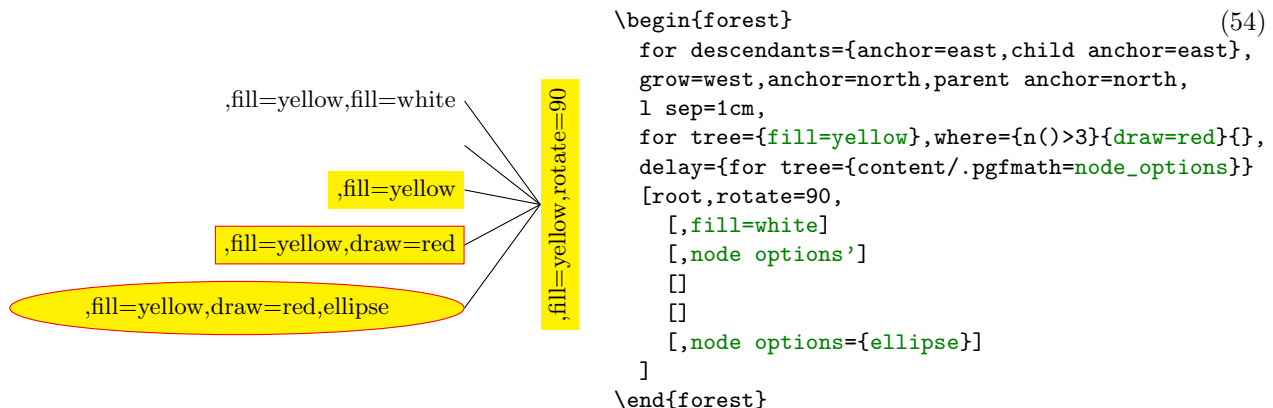 ,fill=yellow,fill=white
,fill=yellow
,fill=yellow,draw=red
,fill=yellow,draw=red,ellipse
,fill=yellow,rotate=90
\begin{forest}
(54)
for descendants={anchor=east,child anchor=east},
grow=west,anchor=north,parent anchor=north,
l sep=1cm,
for tree={fill=yellow},where={n()>3}{draw=red}{},
delay={for tree={content/.pgfmath=node_options}}
[root,rotate=90,
[,fill=white]
[,node options']
[]
[]
[,node options={ellipse}]
]
\end{forest}